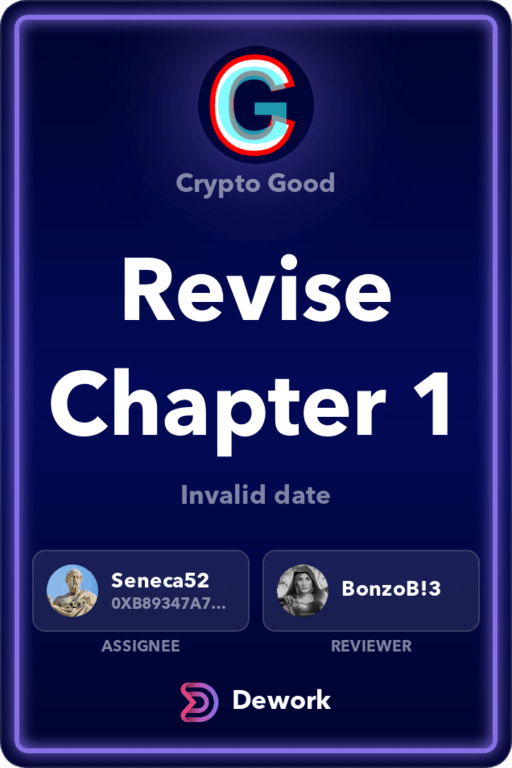 G
Crypto Good
Revise
Chapter 1
Invalid date
Seneca52
0XB89347A7...
BonzoB!3
ASSIGNEE
REVIEWER
Dework